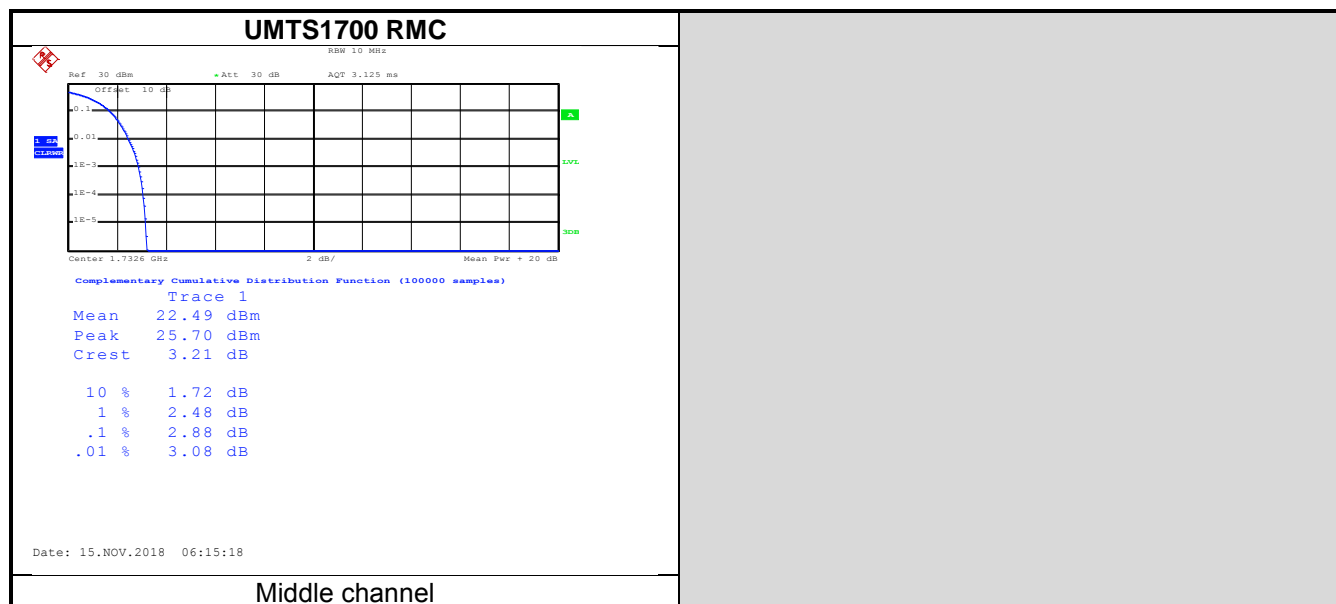 UMTS1700 RMC
RBW 10 MHz
R S
Ref 30 dBm * Att 30 dB AQT 3.125 ms
Offset 10 dB
0.1
A
0.01
1 SA
CLRWR
1E-3
LVL
1E-4
1E-5
3DB
Center 1.7326 GHz 2 dB/ Mean Pwr + 20 dB
Complementary Cumulative Distribution Function (100000 samples)
Trace 1
Mean 22.49 dBm
Peak 25.70 dBm
Crest 3.21 dB
10 % 1.72 dB
1 % 2.48 dB
.1 % 2.88 dB
.01 % 3.08 dB
Date: 15.NOV.2018 06:15:18
Middle channel